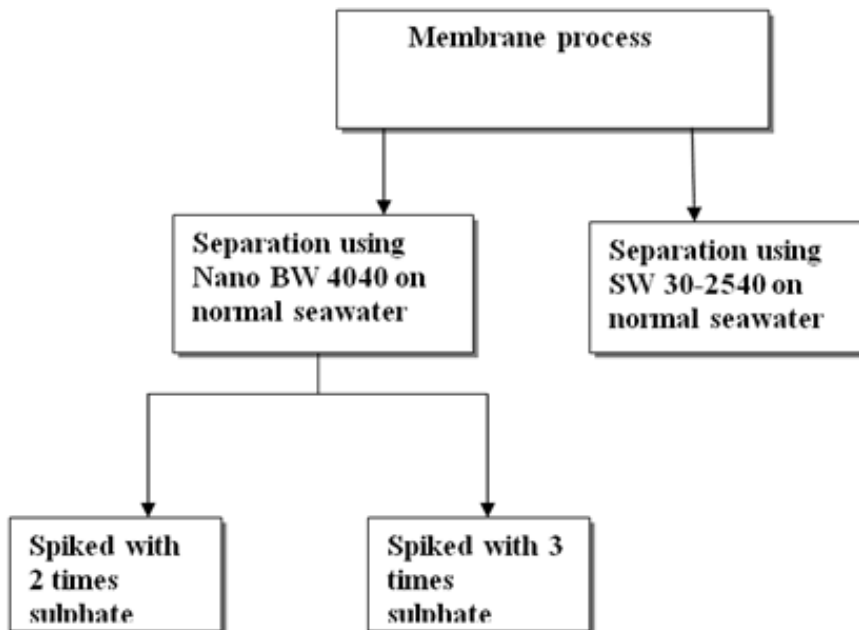 Membrane process
Separation using
Nano BW 4040 on
normal seawater
Separation using
SW 30-2540 on
normal seawater
Spiked with
2 times
sulphate
Spiked with 3
times
sulphate